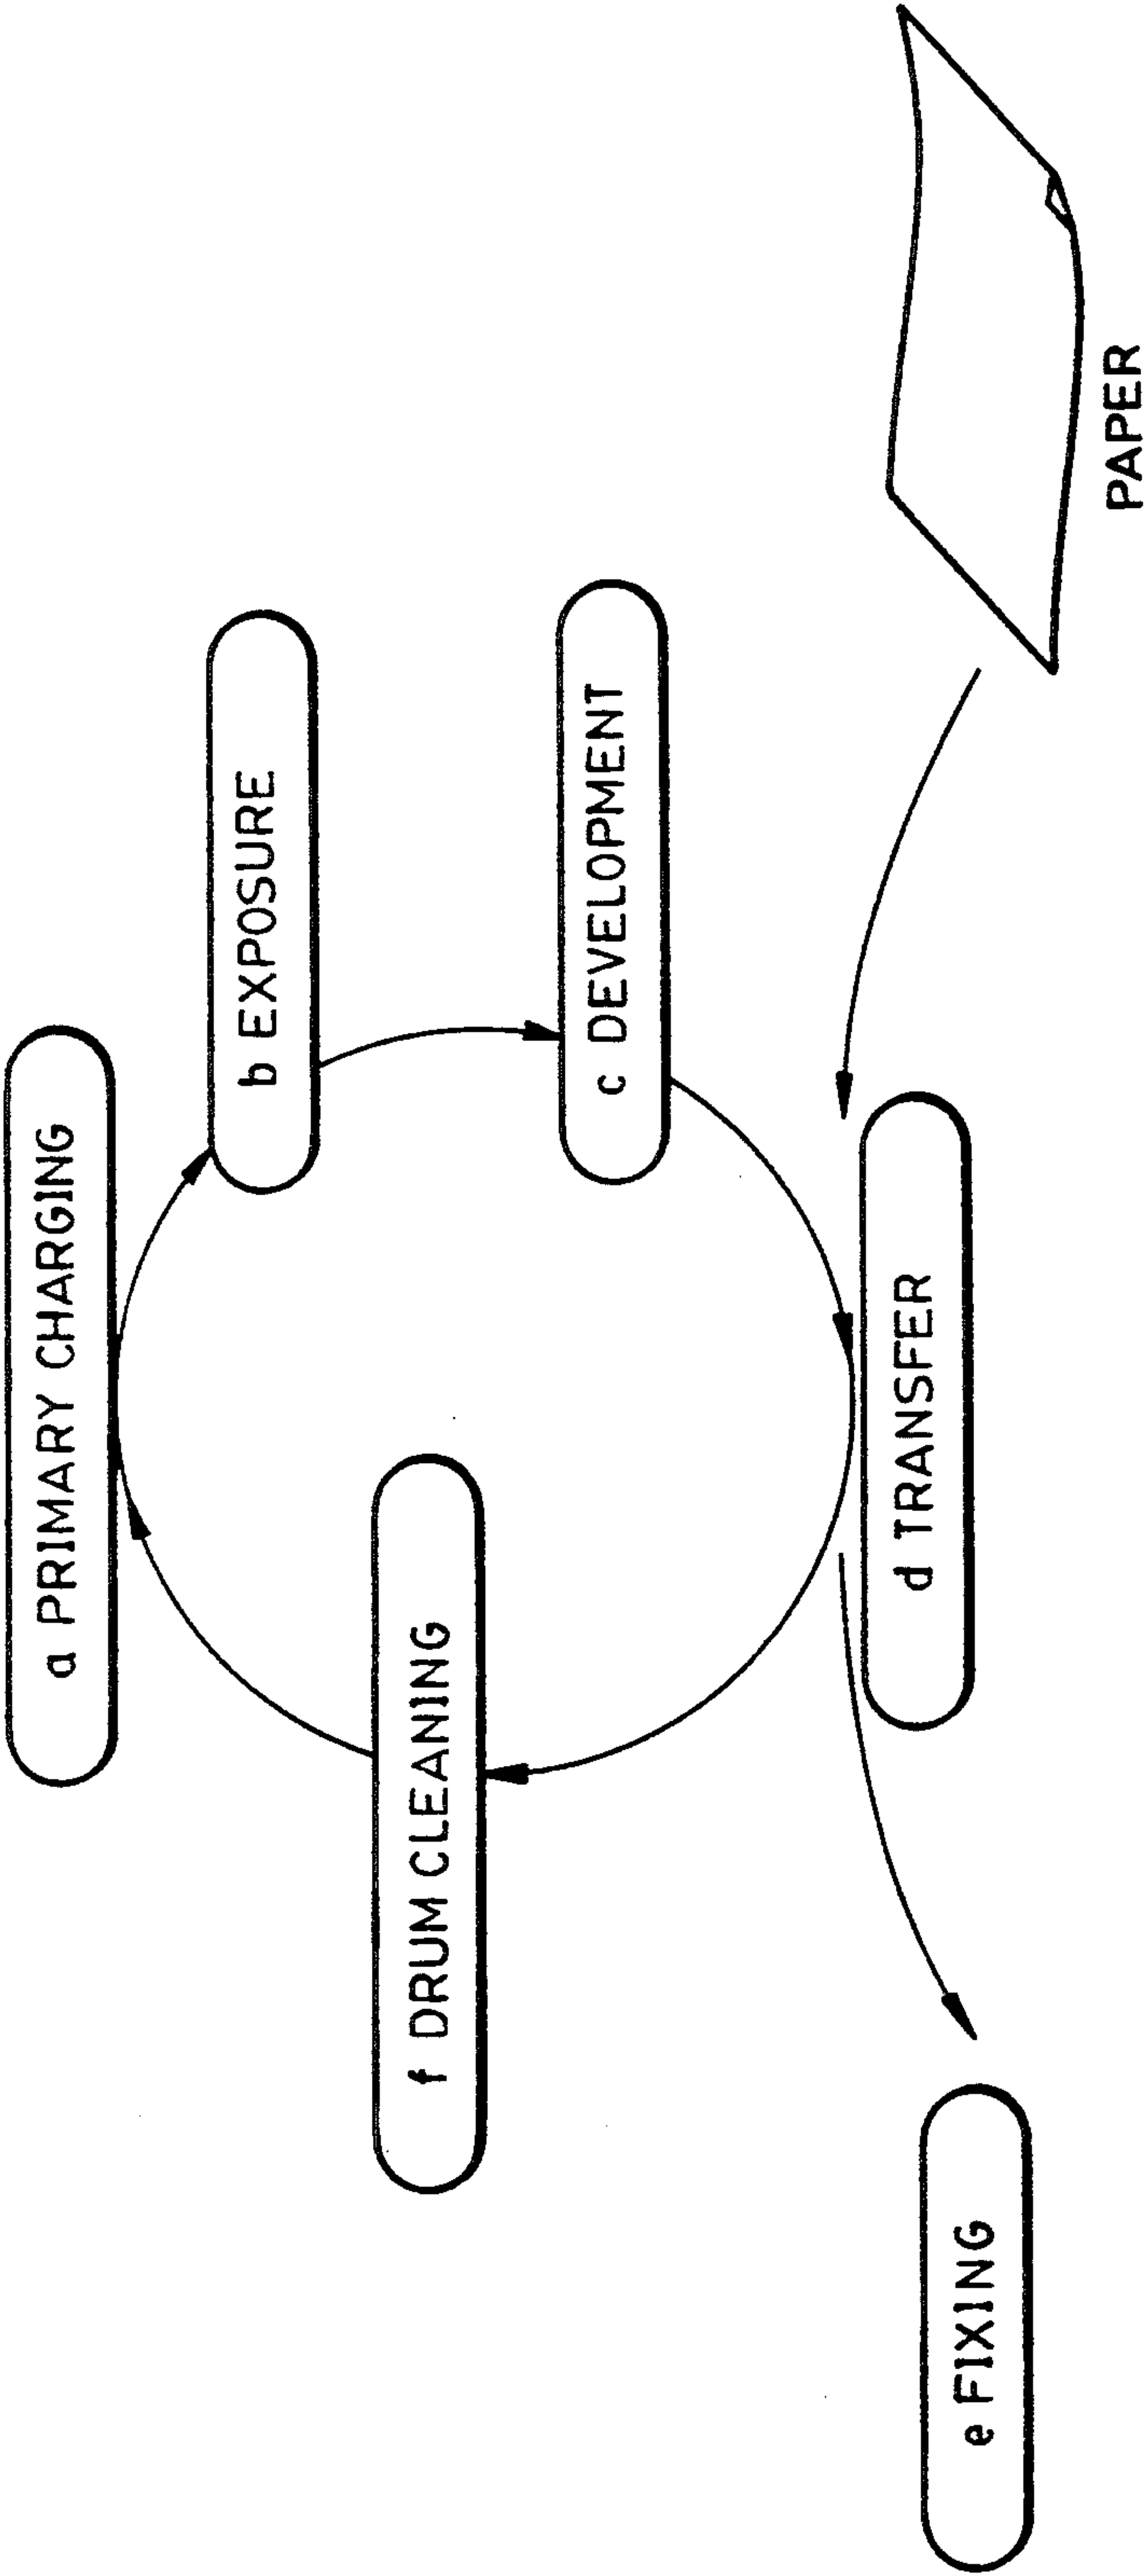 a PRIMARY CHARGING
b EXPOSURE
c DEVELOPMENT
d TRANSFER
e FIXING
f DRUM CLEANING
PAPER